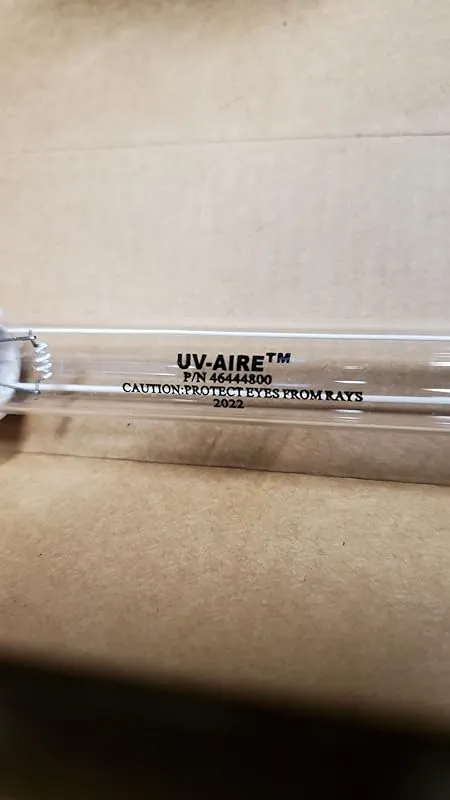 UV-AIRE™
P/N 46444800
CAUTION:PROTECT EYES FROM RAYS
2022